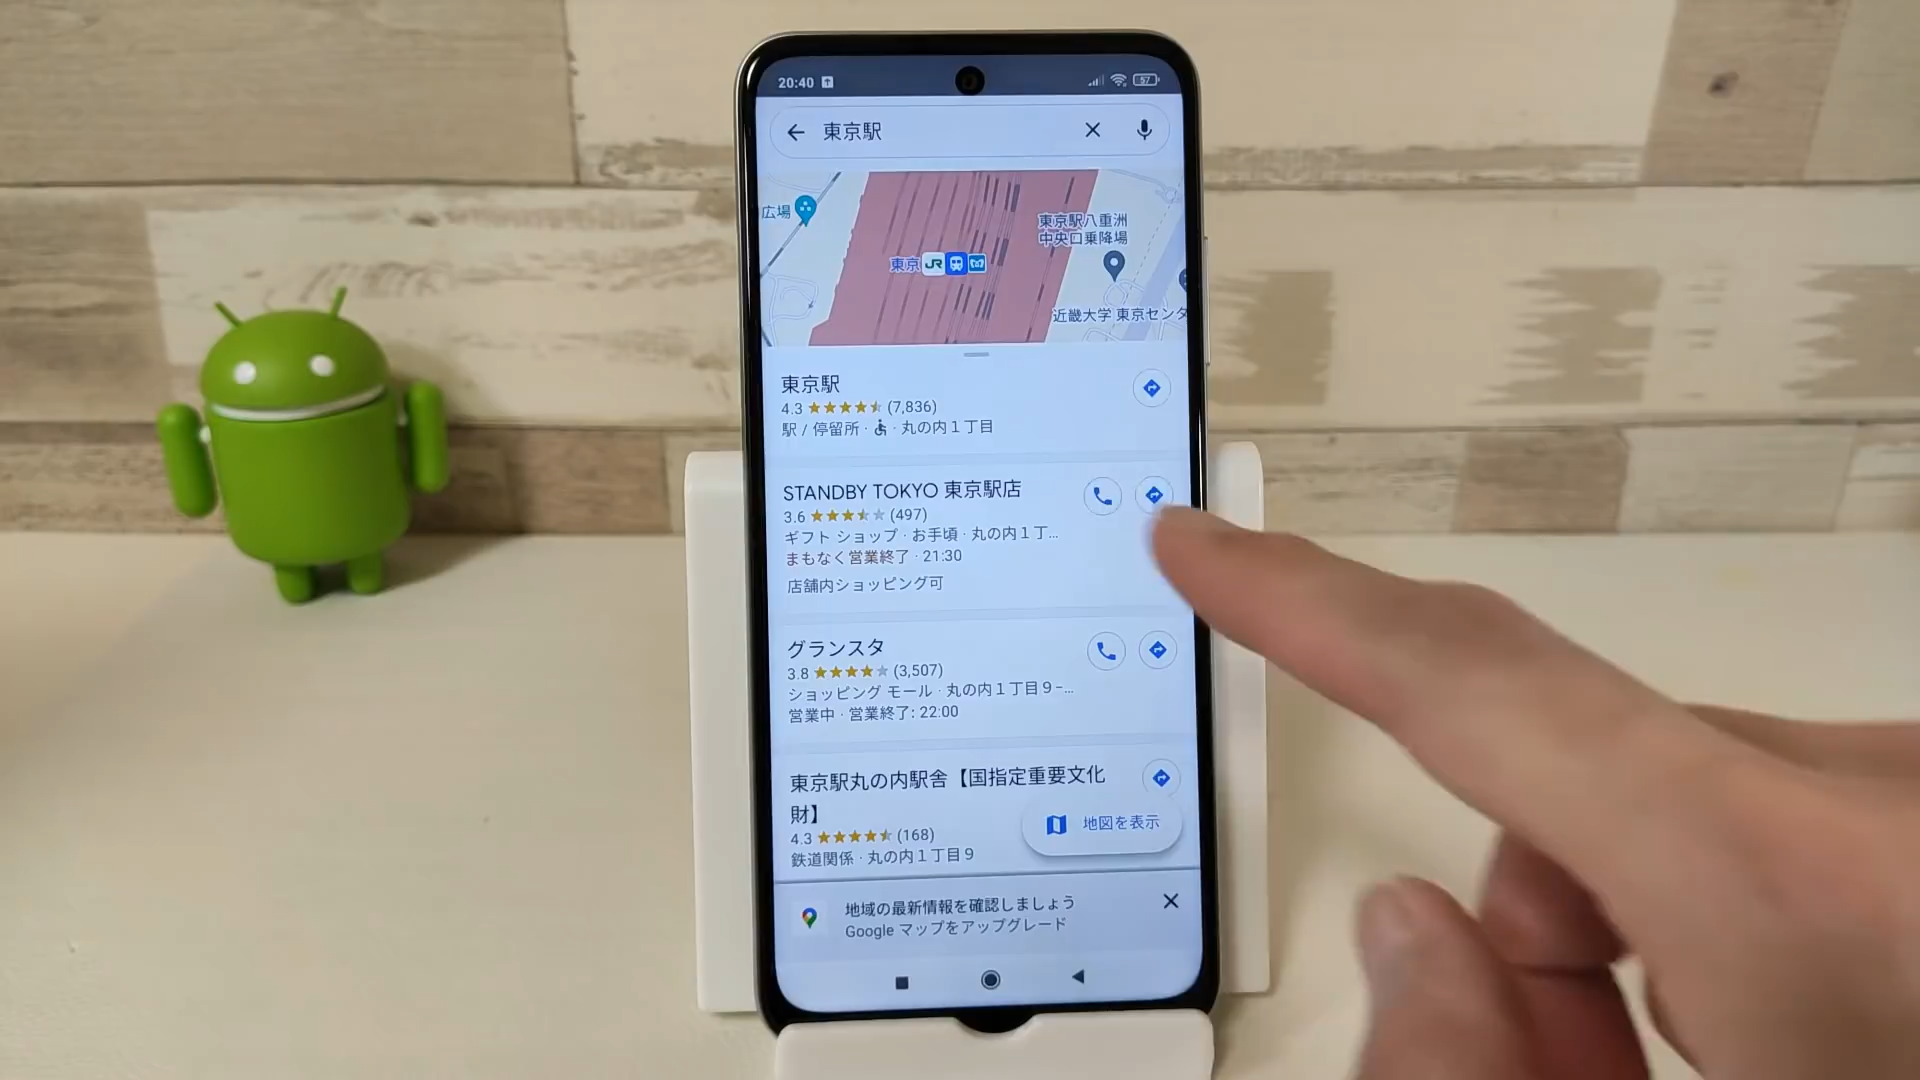 20:40
57
東京駅
広場
東京駅八重洲
中央口乗降場
東京 JR
近畿大学 東京センタ
東京駅
4.3 (7,836)
駅 / 停留所 · 丸の内１丁目
STANDBY TOKYO 東京駅店
3.6 (497)
ギフト ショップ · お手頃 · 丸の内１丁...
まもなく営業終了 · 21:30
店舗内ショッピング可
グランスタ
3.8 (3,507)
ショッピング モール · 丸の内１丁目９−...
営業中 · 営業終了: 22:00
東京駅丸の内駅舎【国指定重要文化
財】
4.3 (168)
鉄道関係 · 丸の内１丁目９
地図を表示
地域の最新情報を確認しましょう
Google マップをアップグレード